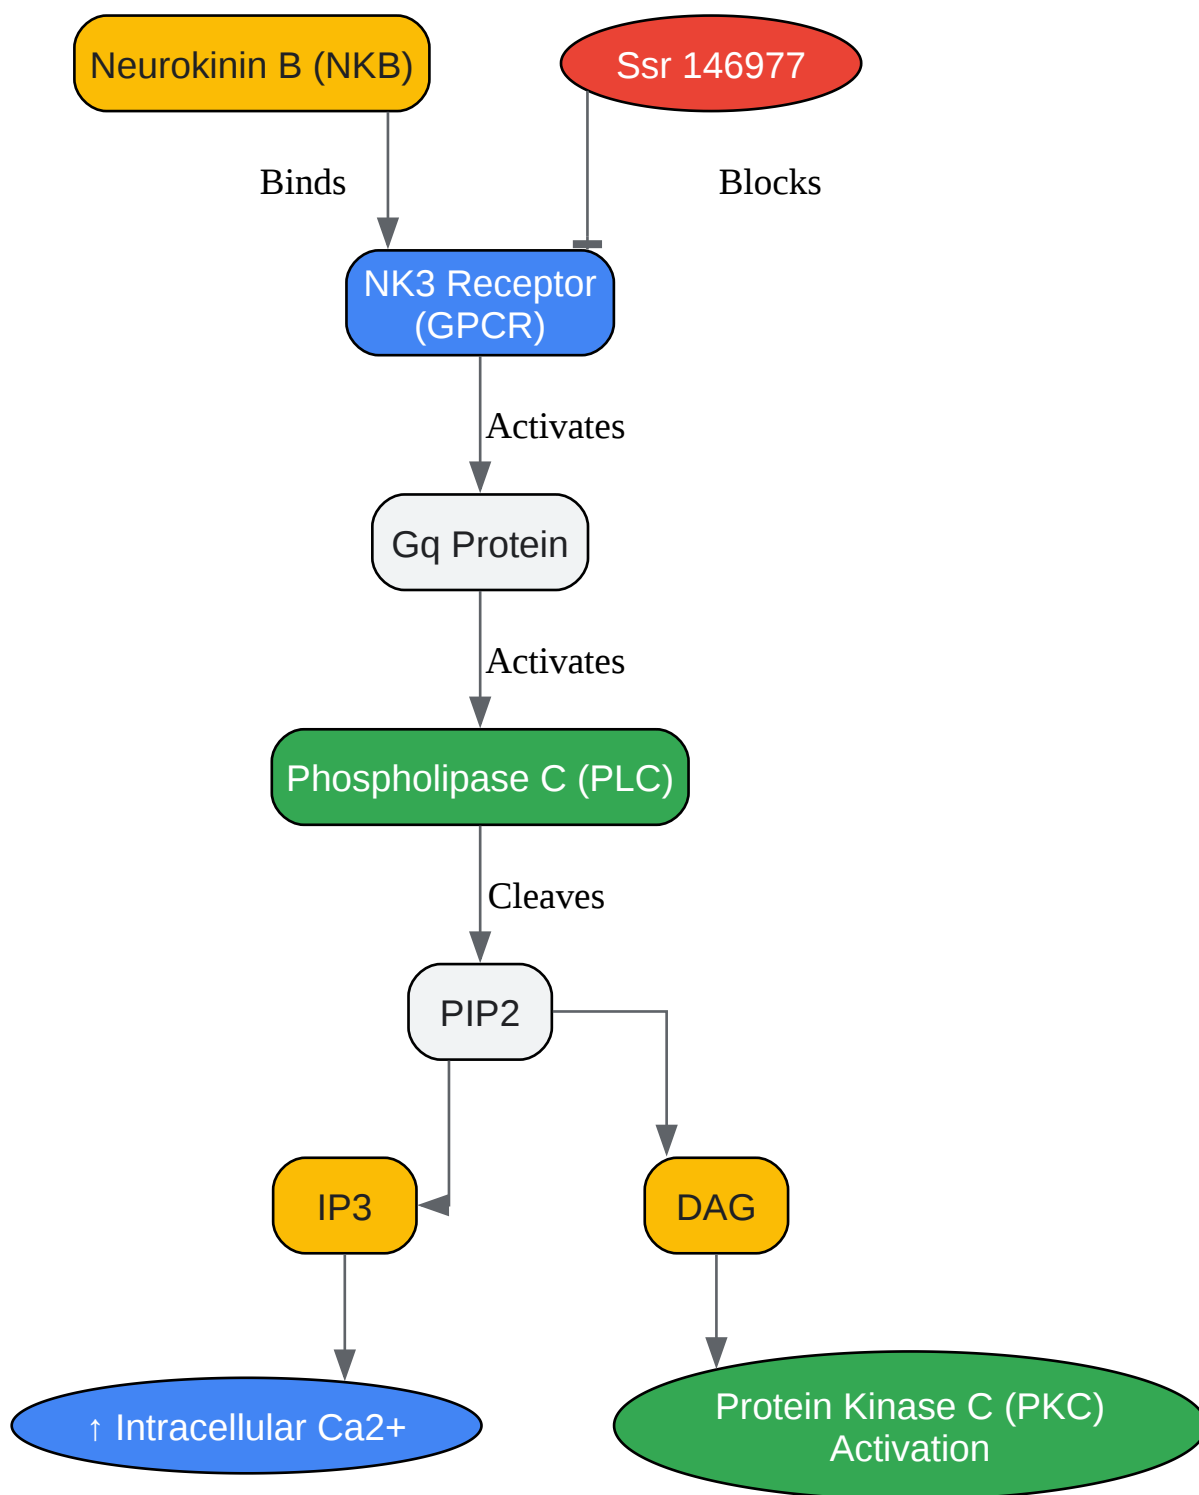 Neurokinin B (NKB)
Ssr 146977
Binds
Blocks
NK3 Receptor
(GPCR)
Activates
Gq Protein
Activates
Phospholipase C (PLC)
Cleaves
PIP2
IP3
DAG
↑ Intracellular Ca2+
Protein Kinase C (PKC)
Activation